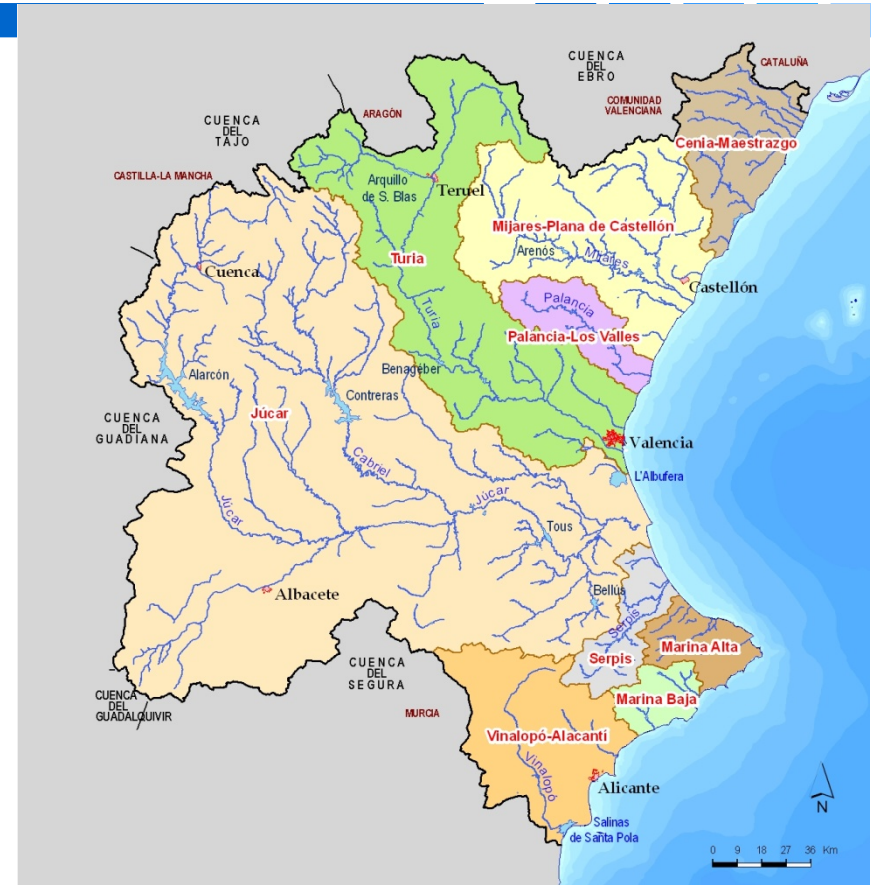 CUENCA
DEL
EBRO
CATALUÑA
COMUNIDAD
VALENCIANA
ARAGÓN
CUENCA
DEL
TAJO
Cenia-Maestrazgo
CASTILLA-LA MANCHA
Arquillo
de S. Blas
Teruel
Mijares-Plana de Castellón
Arenós
Mijares
Turia
Cuenca
Castellón
Palancia
Turia
Palancia-Los Valles
Benagéber
Alarcón
Contreras
Júcar
CUENCA
DEL
GUADIANA
Valencia
Cabriel
L'Albufera
Júcar
Júcar
Tous
Albacete
Bellús
Serpis
Marina Alta
Serpis
CUENCA
DEL
SEGURA
Marina Baja
CUENCA
DEL
GUADALQUIVIR
MURCIA
Vinalopó-Alacantí
Vinalopó
Alicante
N
Salinas
de Santa Pola
0 9 18 27 36 Km